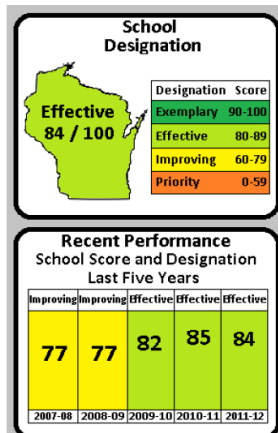 School
Designation
Effective
84 / 100
Designation Score
Exemplary 90-100
Effective 80-89
Improving 60-79
Priority 0-59
Recent Performance
School Score and Designation
Last Five Years
Improving Improving Effective Effective Effective
77 77 82 85 84
2007-08 2008-09 2009-10 2010-11 2011-12